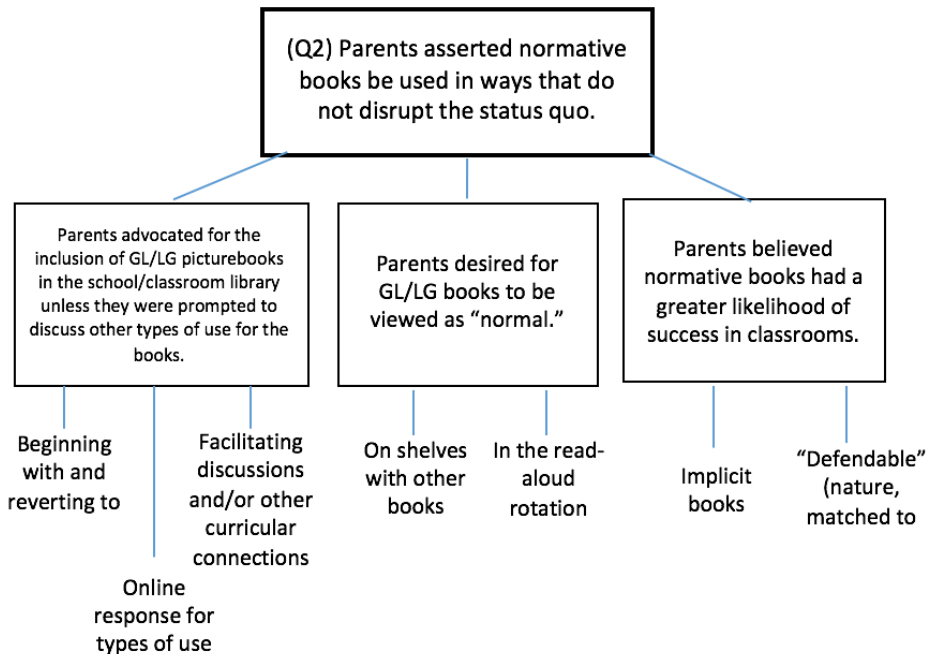 (Q2) Parents asserted normative
books be used in ways that do
not disrupt the status quo.
Parents advocated for the
inclusion of GL/LG picturebooks
in the school/classroom library
unless they were prompted to
discuss other types of use for the
books.
Parents desired for
GL/LG books to be
viewed as “normal.”
Parents believed
normative books had a
greater likelihood of
success in classrooms.
Beginning
with and
reverting to
Online
response for
types of use
Facilitating
discussions
and/or other
curricular
connections
On shelves
with other
books
In the read-
aloud
rotation
Implicit
books
“Defendable”
(nature,
matched to